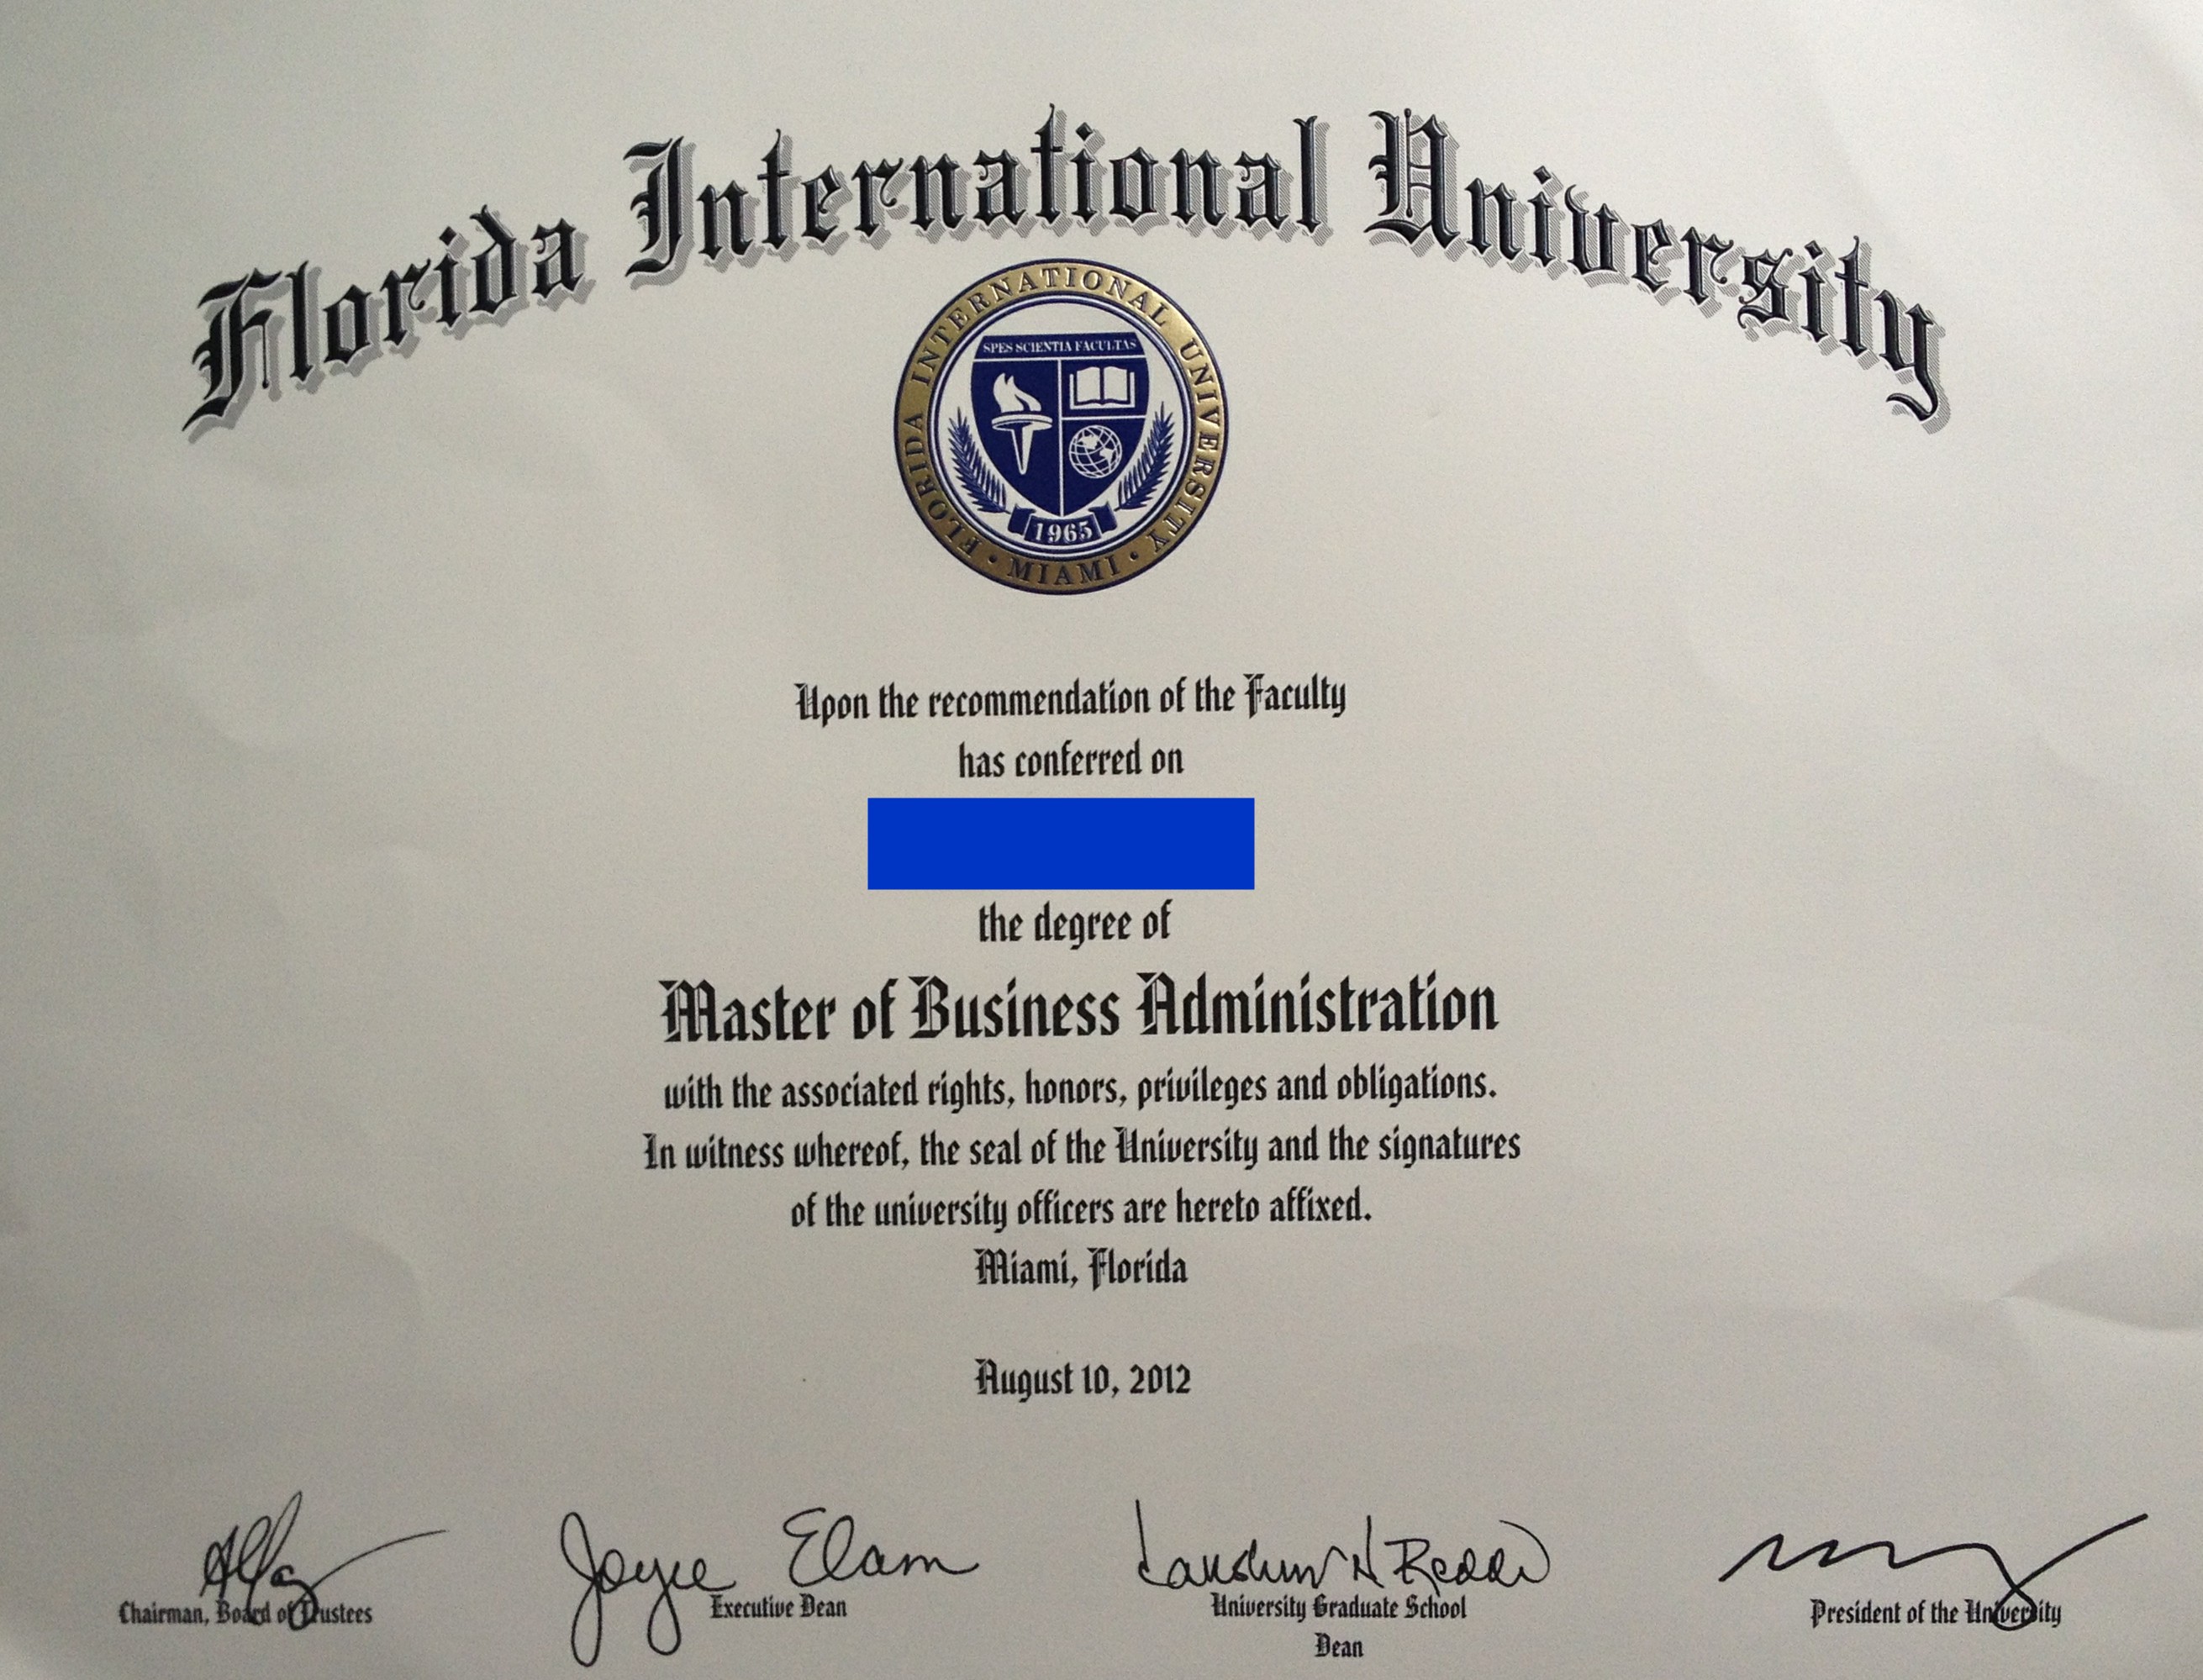 Florida International University
FLORIDA INTERNATIONAL UNIVERSITY
SPES SCIENTIA FACULTAS
1965
• MIAMI •
Upon the recommendation of the Faculty
has conferred on
the degree of
Master of Business Administration
with the associated rights, honors, privileges and obligations.
In witness whereof, the seal of the University and the signatures
of the university officers are hereto affixed.
Miami, Florida
August 10, 2012
Joyce Elam
Chairman, Board of Trustees
Executive Dean
University Graduate School
Dean
President of the University